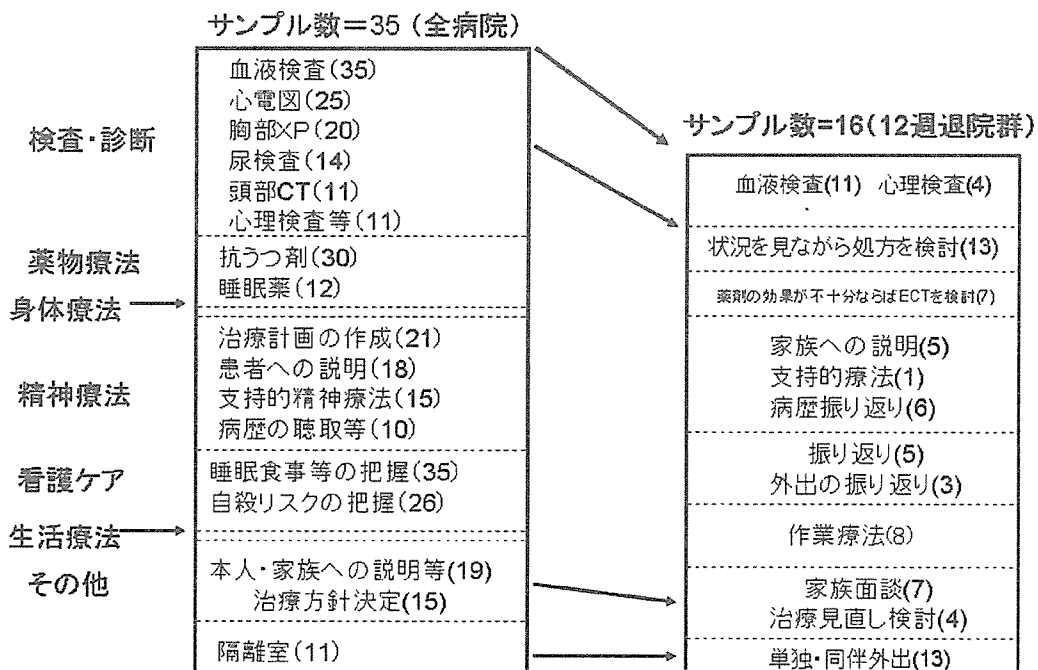 サンプル数=35(全病院)
検査・診断
血液検査(35)
心電図(25)
胸部XP(20)
尿検査(14)
頭部CT(11)
心理検査等(11)
薬物療法
抗うつ剤(30)
睡眠薬(12)
身体療法
精神療法
治療計画の作成(21)
患者への説明(18)
支持的精神療法(15)
病歴の聴取等(10)
看護ケア
睡眠食事等の把握(35)
自殺リスクの把握(26)
生活療法
その他
本人・家族への説明等(19)
治療方針決定(15)
隔離室(11)
サンプル数=16(12週退院群)
血液検査(11) 心理検査(4)
状況を見ながら処方を検討(13)
薬剤の効果が不十分ならばECTを検討(7)
家族への説明(5)
支持的療法(1)
病歴振り返り(6)
振り返り(5)
外出の振り返り(3)
作業療法(8)
家族面談(7)
治療見直し検討(4)
単独・同伴外出(13)